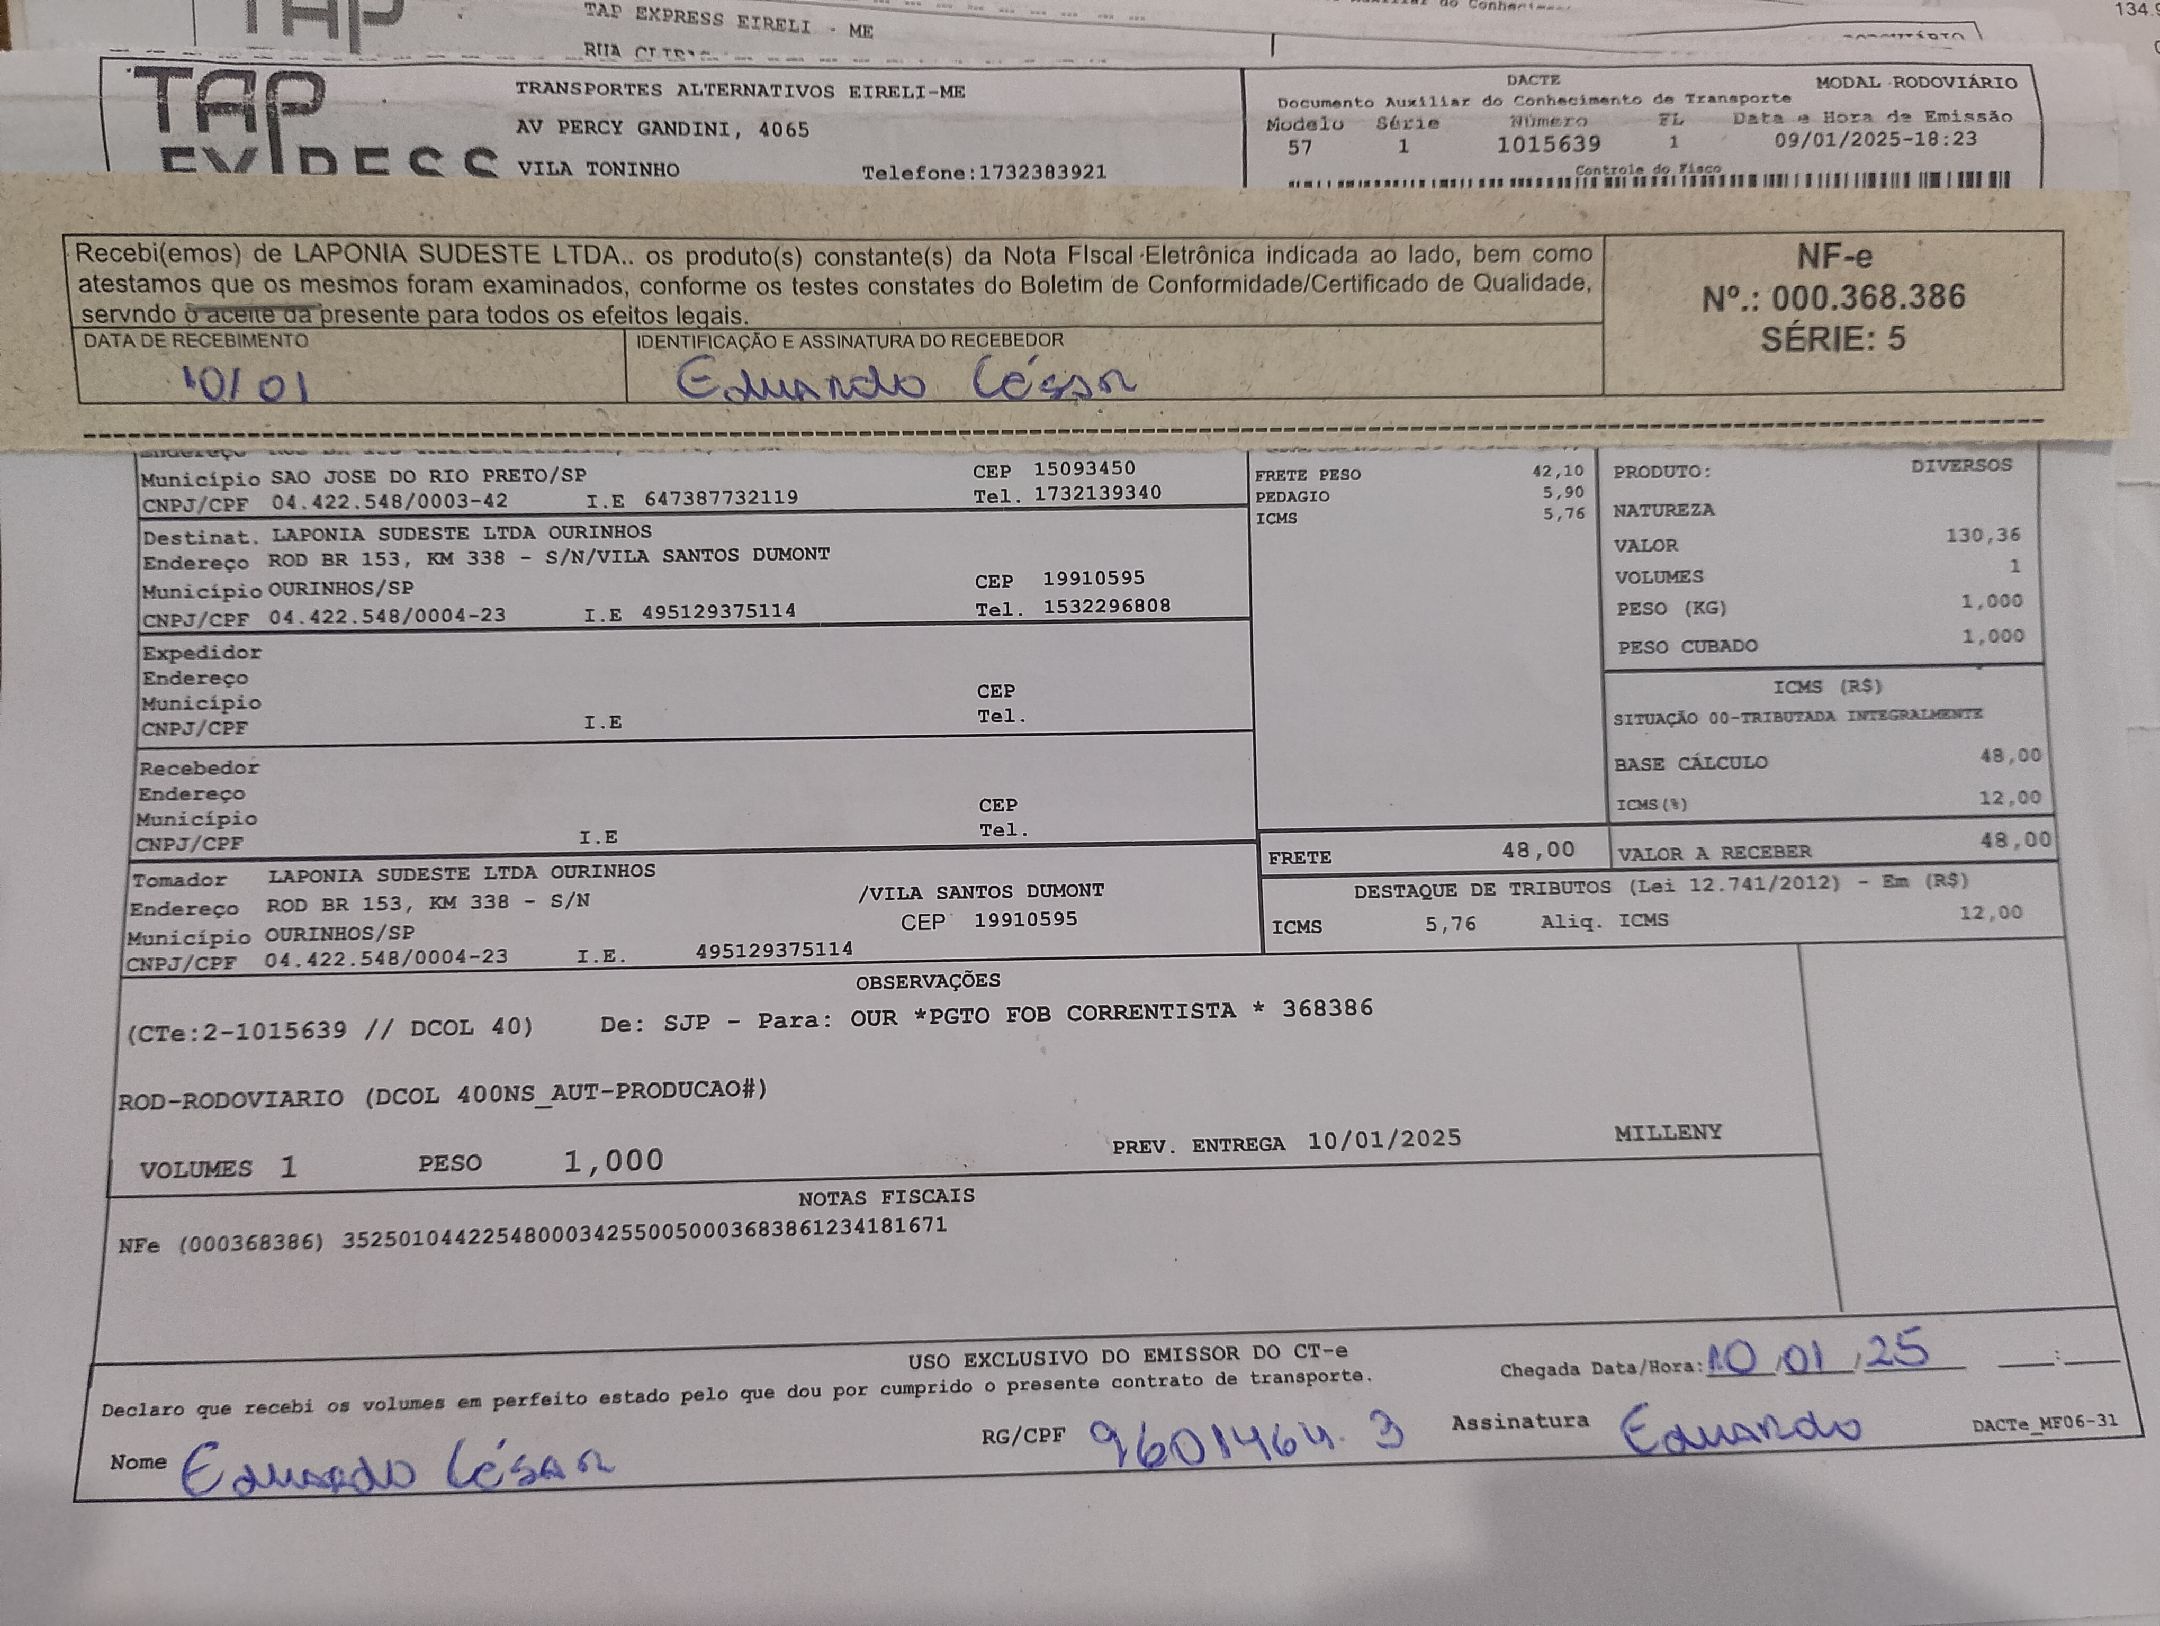 TAP
TAP EXPRESS EIRELI - ME
RUA
134,9
TAP
EXPRESS
TRANSPORTES ALTERNATIVOS EIRELI-ME
AV PERCY GANDINI, 4065
VILA TONINHO Telefone:1732383921
DACTE MODAL RODOVIÁRIO
Documento Auxiliar do Conhecimento de Transporte
Modelo Série Número FL Data e Hora de Emissão
57 1 1015639 1 09/01/2025-18:23
Controle do Fisco
Recebi(emos) de LAPONIA SUDESTE LTDA.. os produto(s) constante(s) da Nota FIscal Eletrônica indicada ao lado, bem como
atestamos que os mesmos foram examinados, conforme os testes constates do Boletim de Conformidade/Certificado de Qualidade,
servndo o aceite da presente para todos os efeitos legais.
DATA DE RECEBIMENTO
10/01
IDENTIFICAÇÃO E ASSINATURA DO RECEBEDOR
Eduardo César
NF-e
Nº.: 000.368.386
SÉRIE: 5
Município SAO JOSE DO RIO PRETO/SP CEP 15093450
CNPJ/CPF 04.422.548/0003-42 I.E 647387732119 Tel. 1732139340
Destinat. LAPONIA SUDESTE LTDA OURINHOS
Endereço ROD BR 153, KM 338 - S/N/VILA SANTOS DUMONT
Município OURINHOS/SP CEP 19910595
CNPJ/CPF 04.422.548/0004-23 I.E 495129375114 Tel. 1532296808
Expedidor
Endereço
Município CEP
CNPJ/CPF I.E Tel.
Recebedor
Endereço
Município CEP
CNPJ/CPF I.E Tel.
Tomador LAPONIA SUDESTE LTDA OURINHOS
Endereço ROD BR 153, KM 338 - S/N /VILA SANTOS DUMONT
Município OURINHOS/SP CEP 19910595
CNPJ/CPF 04.422.548/0004-23 I.E. 495129375114
FRETE PESO 42,10
PEDAGIO 5,90
ICMS 5,76
PRODUTO: DIVERSOS
NATUREZA
VALOR 130,36
VOLUMES 1
PESO (KG) 1,000
PESO CUBADO 1,000
ICMS (R$)
SITUAÇÃO 00-TRIBUTADA INTEGRALMENTE
BASE CÁLCULO 48,00
ICMS(%) 12,00
FRETE 48,00 VALOR A RECEBER 48,00
DESTAQUE DE TRIBUTOS (Lei 12.741/2012) - Em (R$)
ICMS 5,76 Aliq. ICMS 12,00
OBSERVAÇÕES
(CTe:2-1015639 // DCOL 40) De: SJP - Para: OUR *PGTO FOB CORRENTISTA * 368386
ROD-RODOVIARIO (DCOL 400NS_AUT-PRODUCAO#)
VOLUMES 1 PESO 1,000 PREV. ENTREGA 10/01/2025 MILLENY
NOTAS FISCAIS
NFe (000368386) 35250104422548000342550050003683861234181671
USO EXCLUSIVO DO EMISSOR DO CT-e
Declaro que recebi os volumes em perfeito estado pelo que dou por cumprido o presente contrato de transporte.
Chegada Data/Hora: 10/01/25 __:__
Nome Eduardo César RG/CPF 9601464.3 Assinatura Eduardo DACTe_MF06-31